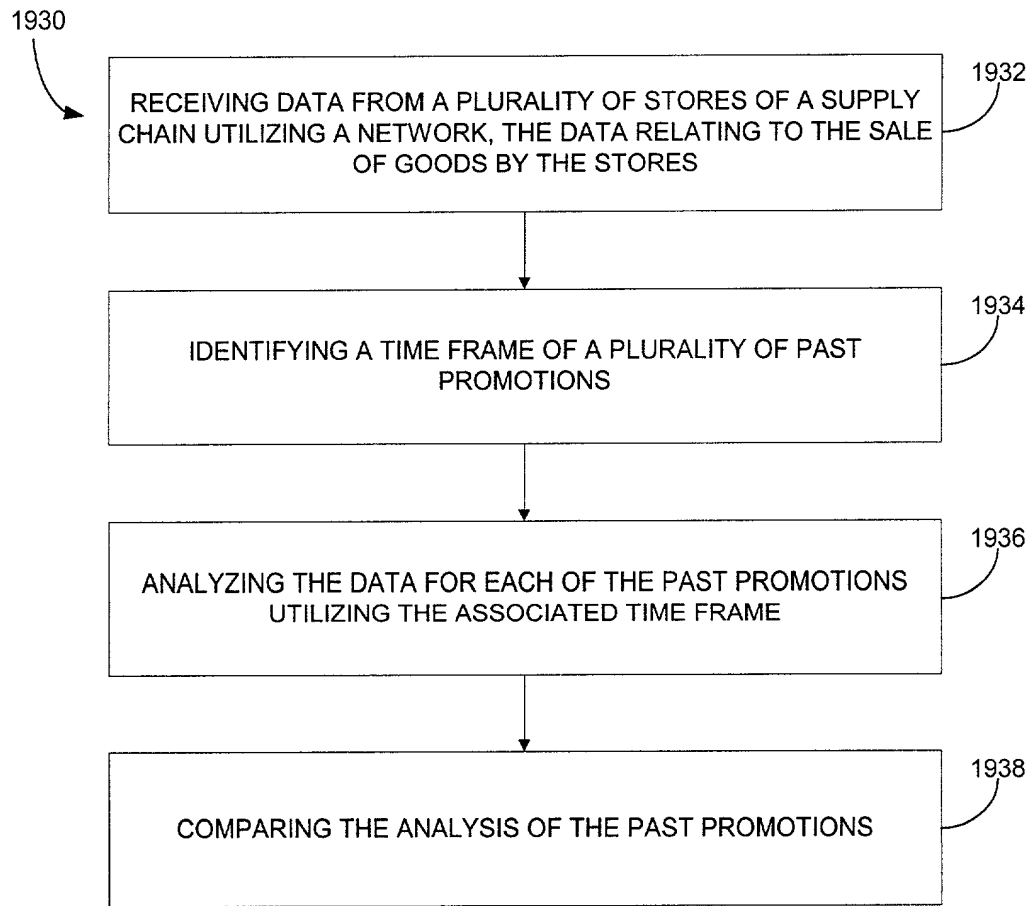 1930
1932
RECEIVING DATA FROM A PLURALITY OF STORES OF A SUPPLY
CHAIN UTILIZING A NETWORK, THE DATA RELATING TO THE SALE
OF GOODS BY THE STORES
1934
IDENTIFYING A TIME FRAME OF A PLURALITY OF PAST
PROMOTIONS
1936
ANALYZING THE DATA FOR EACH OF THE PAST PROMOTIONS
UTILIZING THE ASSOCIATED TIME FRAME
1938
COMPARING THE ANALYSIS OF THE PAST PROMOTIONS